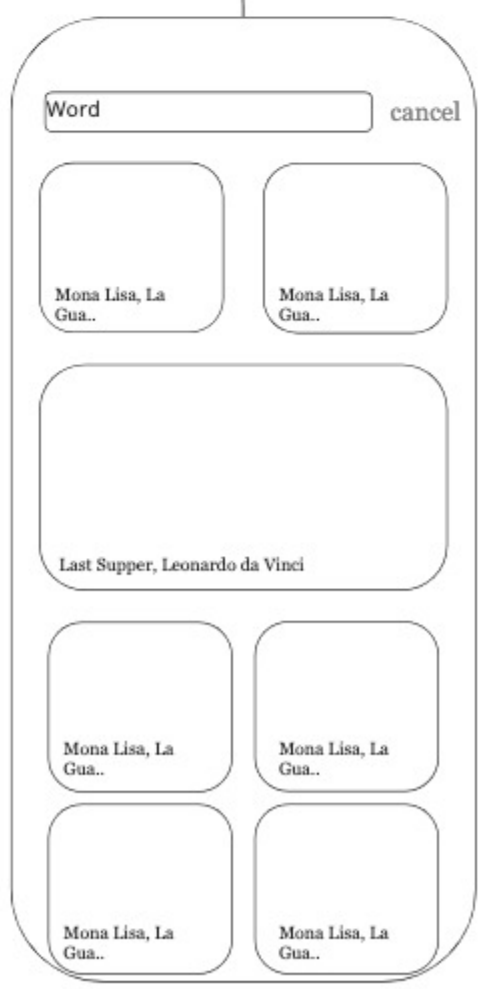 Word
cancel
Mona Lisa, La
Gua..
Mona Lisa, La
Gua..
Last Supper, Leonardo da Vinci
Mona Lisa, La
Gua..
Mona Lisa, La
Gua..
Mona Lisa, La
Gua..
Mona Lisa, La
Gua..